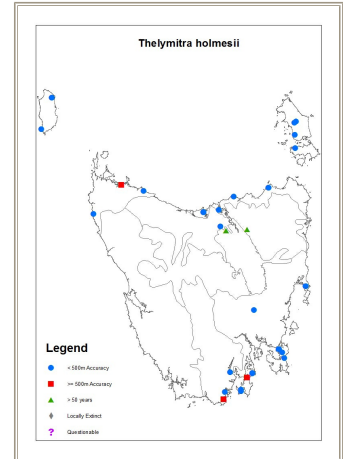 Thelymitra holmesii
Legend
< 500m Accuracy
>= 500m Accuracy
> 50 years
Locally Extinct
? Questionable